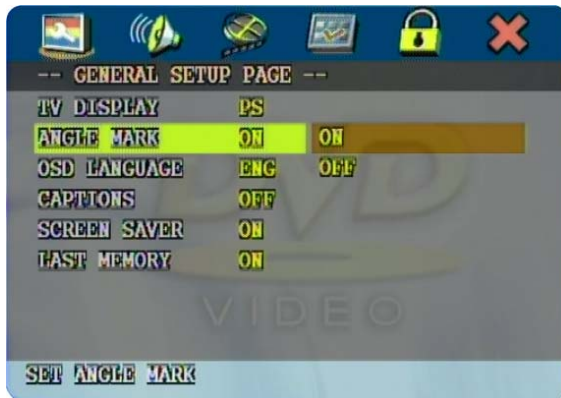 -- GENERAL SETUP PAGE --
TV DISPLAY PS
ANGLE MARK ON ON
OSD LANGUAGE ENG OFF
CAPTIONS OFF
SCREEN SAVER ON
LAST MEMORY ON
DVD
VIDEO
SET ANGLE MARK